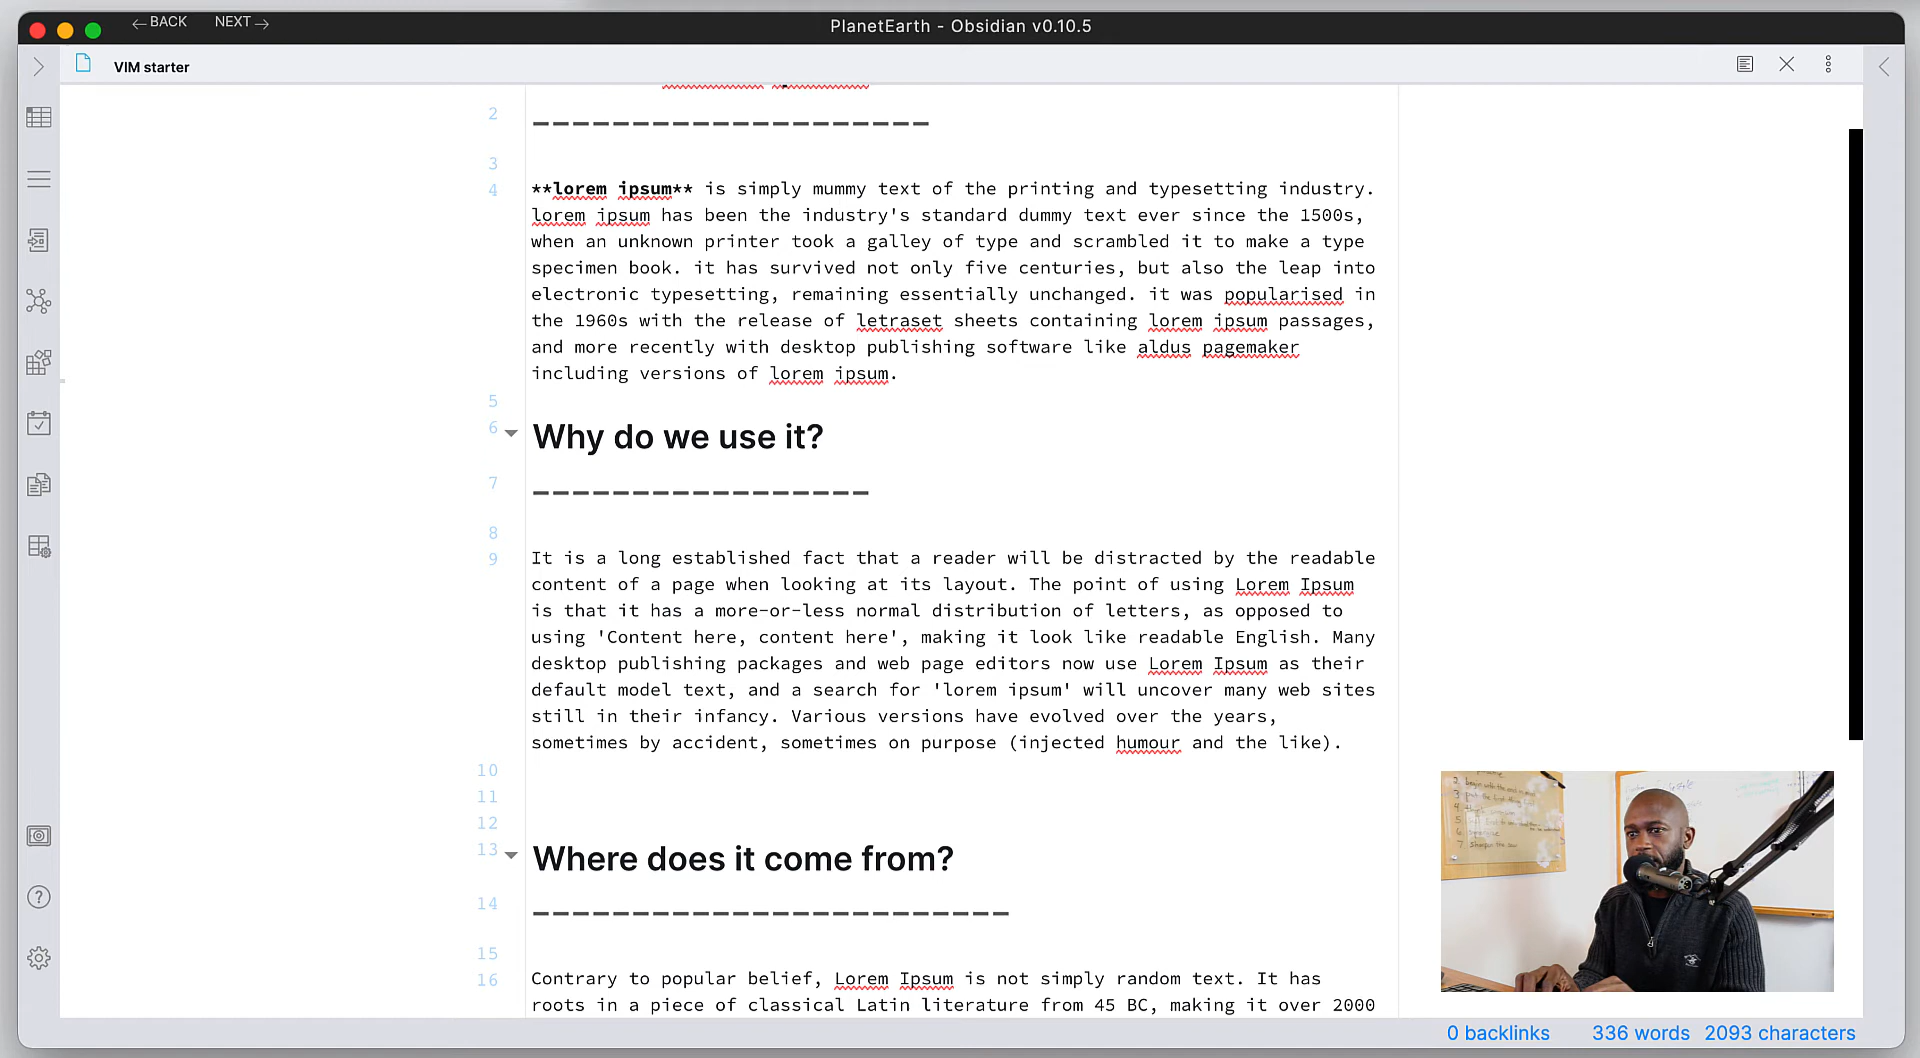 ← BACK NEXT →
PlanetEarth - Obsidian v0.10.5
VIM starter
2 -------------------
3
4 **lorem ipsum** is simply mummy text of the printing and typesetting industry.
lorem ipsum has been the industry's standard dummy text ever since the 1500s,
when an unknown printer took a galley of type and scrambled it to make a type
specimen book. it has survived not only five centuries, but also the leap into
electronic typesetting, remaining essentially unchanged. it was popularised in
the 1960s with the release of letraset sheets containing lorem ipsum passages,
and more recently with desktop publishing software like aldus pagemaker
including versions of lorem ipsum.
5
6 Why do we use it?
7 -----------------
8
9 It is a long established fact that a reader will be distracted by the readable
content of a page when looking at its layout. The point of using Lorem Ipsum
is that it has a more-or-less normal distribution of letters, as opposed to
using 'Content here, content here', making it look like readable English. Many
desktop publishing packages and web page editors now use Lorem Ipsum as their
default model text, and a search for 'lorem ipsum' will uncover many web sites
still in their infancy. Various versions have evolved over the years,
sometimes by accident, sometimes on purpose (injected humour and the like).
10
11
12
13 Where does it come from?
14 ------------------------
15
16 Contrary to popular belief, Lorem Ipsum is not simply random text. It has
roots in a piece of classical Latin literature from 45 BC, making it over 2000
0 backlinks 336 words 2093 characters